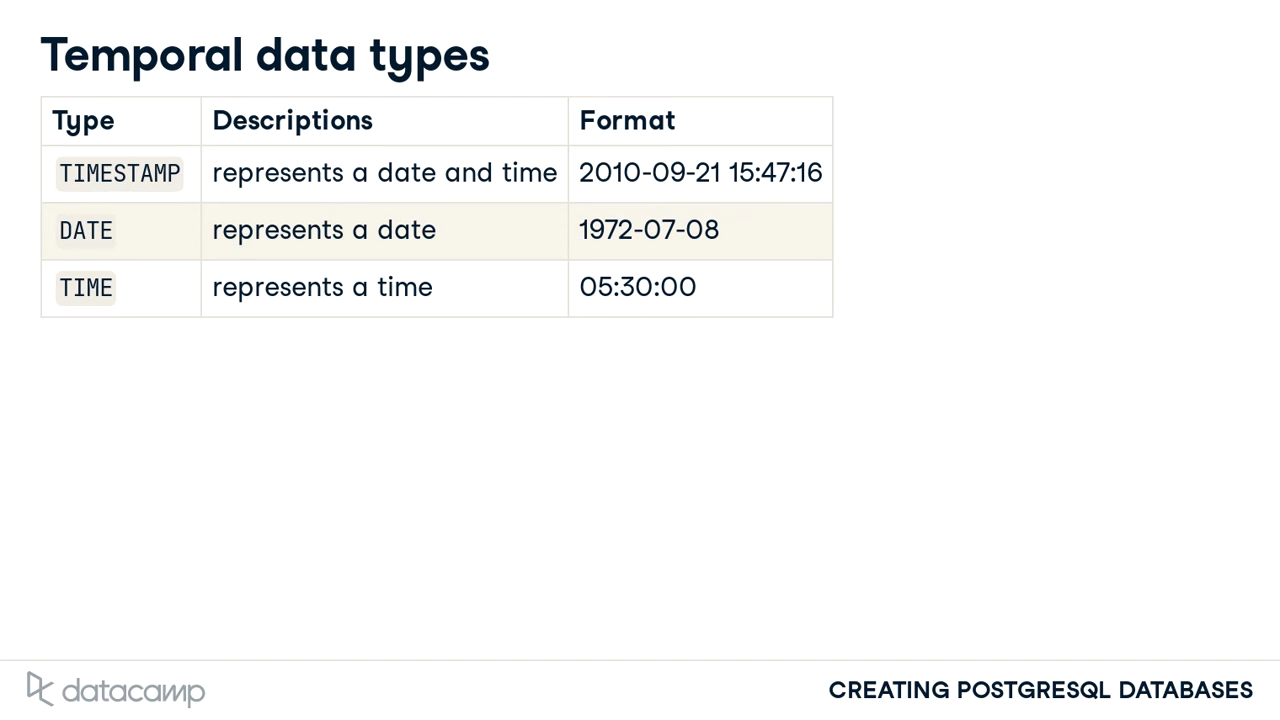 Temporal data types
Type Descriptions Format
TIMESTAMP represents a date and time 2010-09-21 15:47:16
DATE represents a date 1972-07-08
TIME represents a time 05:30:00
datacamp CREATING POSTGRESQL DATABASES